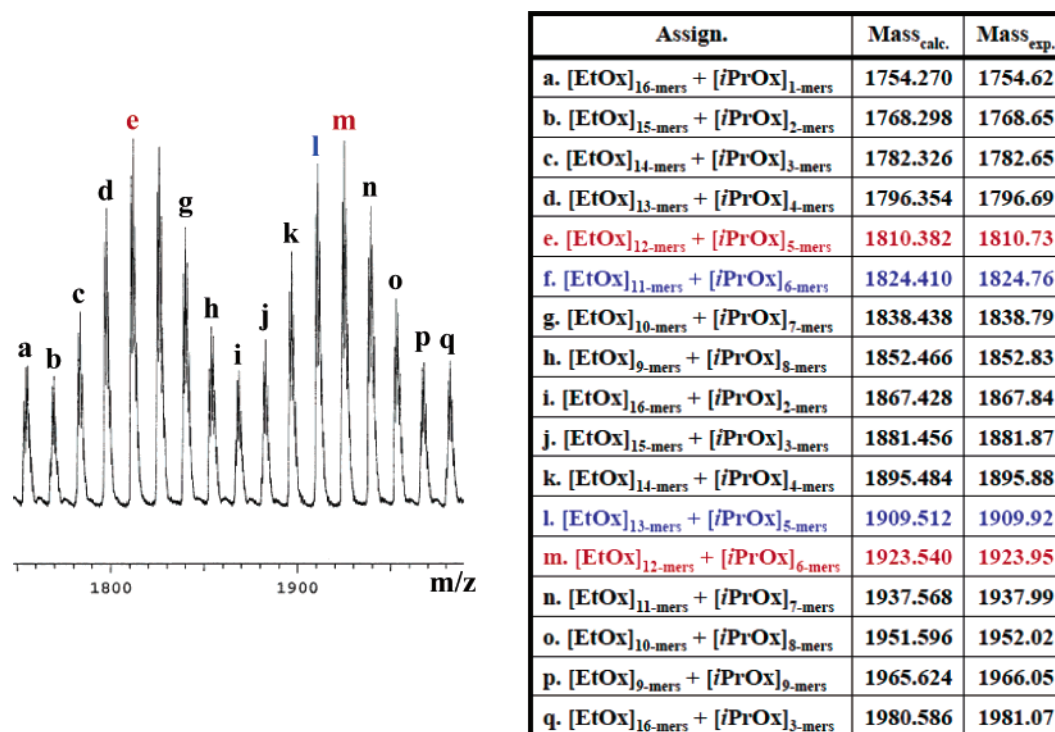 e
m
l
d
n
g
k
c
o
h
j
a
b
i
p
q
1800
1900
m/z
Assign. Mass calc. Mass exp.
a. [EtOx]16-mers + [iPrOx]1-mers 1754.270 1754.62
b. [EtOx]15-mers + [iPrOx]2-mers 1768.298 1768.65
c. [EtOx]14-mers + [iPrOx]3-mers 1782.326 1782.65
d. [EtOx]13-mers + [iPrOx]4-mers 1796.354 1796.69
e. [EtOx]12-mers + [iPrOx]5-mers 1810.382 1810.73
f. [EtOx]11-mers + [iPrOx]6-mers 1824.410 1824.76
g. [EtOx]10-mers + [iPrOx]7-mers 1838.438 1838.79
h. [EtOx]9-mers + [iPrOx]8-mers 1852.466 1852.83
i. [EtOx]16-mers + [iPrOx]2-mers 1867.428 1867.84
j. [EtOx]15-mers + [iPrOx]3-mers 1881.456 1881.87
k. [EtOx]14-mers + [iPrOx]4-mers 1895.484 1895.88
l. [EtOx]13-mers + [iPrOx]5-mers 1909.512 1909.92
m. [EtOx]12-mers + [iPrOx]6-mers 1923.540 1923.95
n. [EtOx]11-mers + [iPrOx]7-mers 1937.568 1937.99
o. [EtOx]10-mers + [iPrOx]8-mers 1951.596 1952.02
p. [EtOx]9-mers + [iPrOx]9-mers 1965.624 1966.05
q. [EtOx]16-mers + [iPrOx]3-mers 1980.586 1981.07